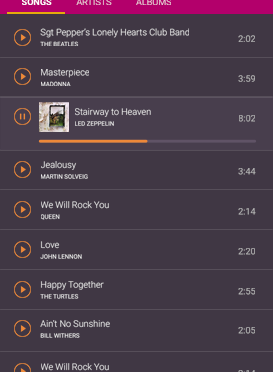 SONGS ARTISTS ALBUMS
Sgt Pepper's Lonely Hearts Club Band
THE BEATLES
2:02
Masterpiece
MADONNA
3:59
Stairway to Heaven
LED ZEPPELIN
8:02
Jealousy
MARTIN SOLVEIG
3:44
We Will Rock You
QUEEN
2:14
Love
JOHN LENNON
2:20
Happy Together
THE TURTLES
2:55
Ain't No Sunshine
BILL WITHERS
2:05
We Will Rock You
2:14